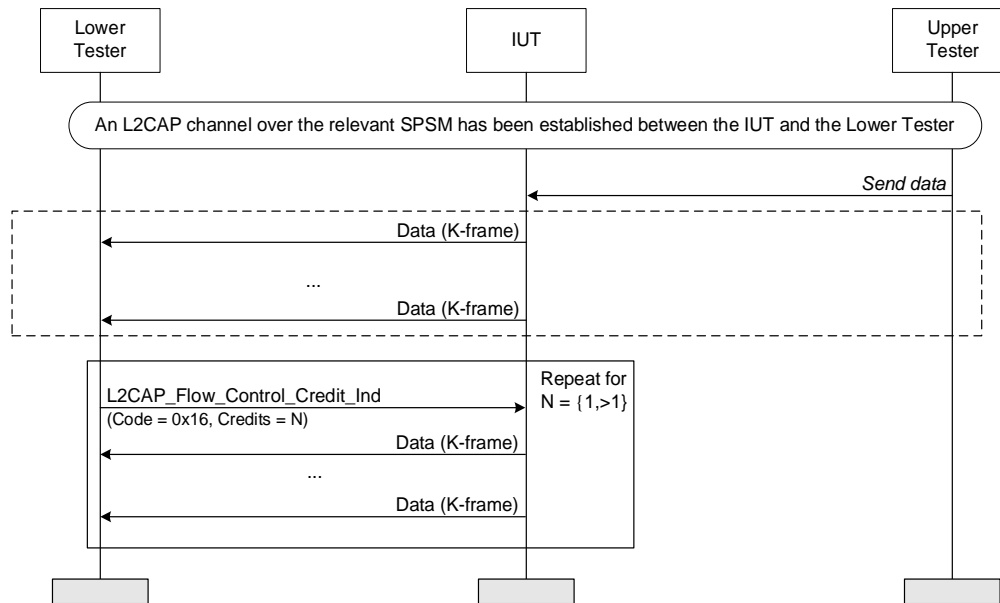 Lower
Tester
IUT
Upper
Tester
An L2CAP channel over the relevant SPSM has been established between the IUT and the Lower Tester
Send data
Data (K-frame)
...
Data (K-frame)
L2CAP_Flow_Control_Credit_Ind
(Code = 0x16, Credits = N)
Repeat for
N = {1,>1}
Data (K-frame)
...
Data (K-frame)